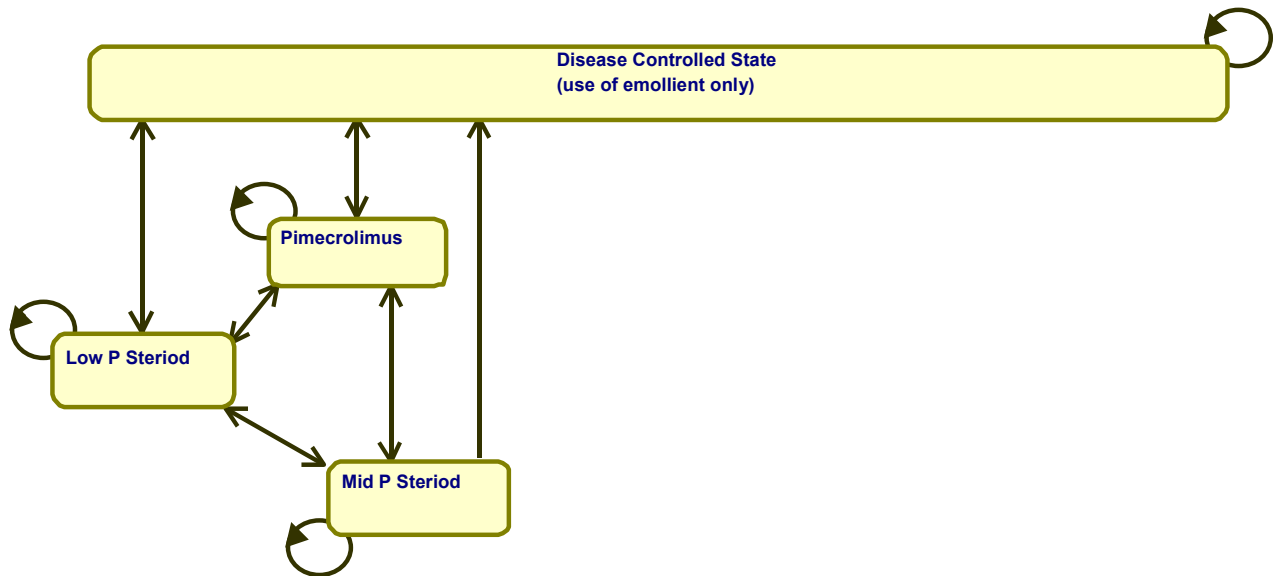 Disease Controlled State
(use of emollient only)
Pimecrolimus
Low P Steriod
Mid P Steriod